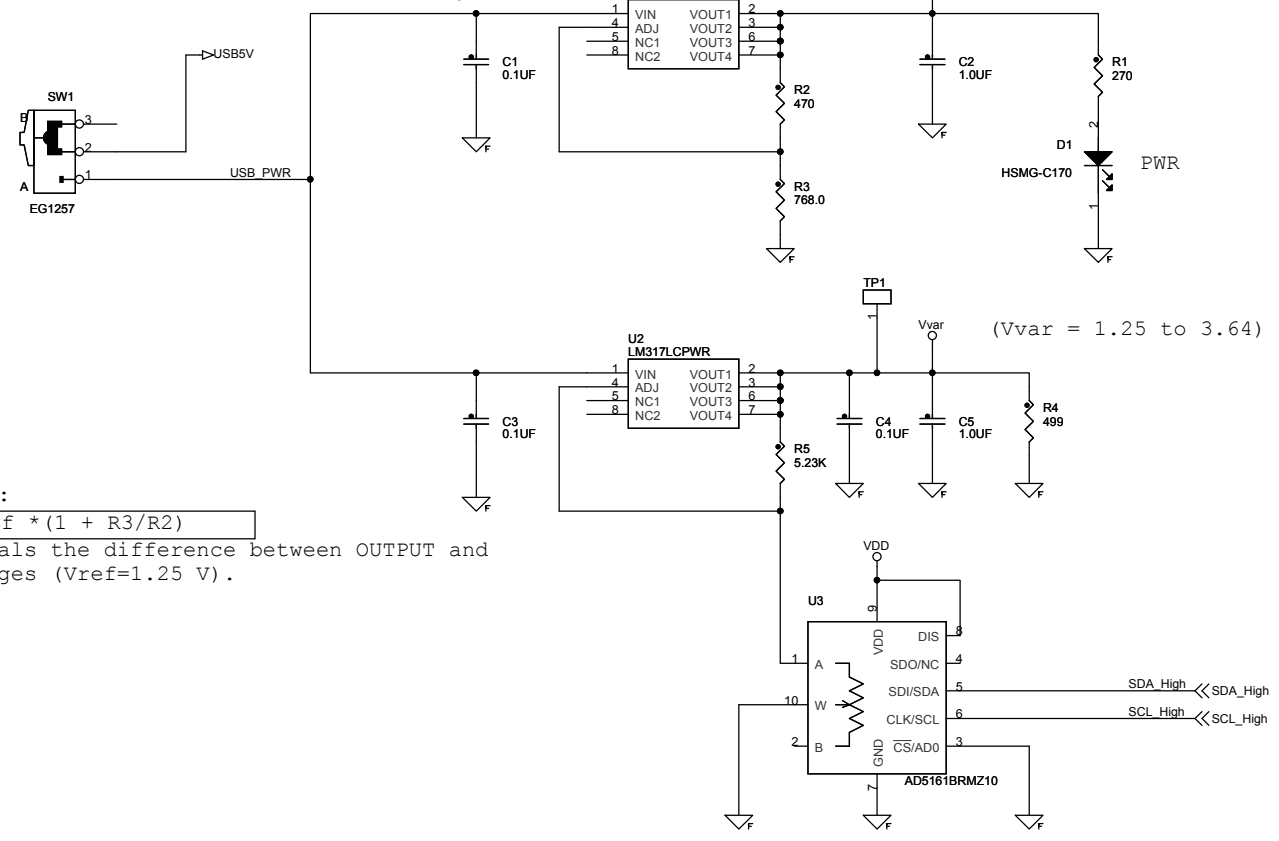 1 VIN VOUT1 2
4 ADJ VOUT2 3
5 NC1 VOUT3 6
8 NC2 VOUT4 7
USB5V
C1
0.1UF
C2
1.0UF
R1
270
SW1
B
3
2
1
A
EG1257
USB_PWR
R2
470
R3
768.0
F
F
F
F
2
D1
HSMG-C170
1
PWR
TP1
1
Vvar
(Vvar = 1.25 to 3.64)
U2
LM317LCPWR
1 VIN VOUT1 2
4 ADJ VOUT2 3
5 NC1 VOUT3 6
8 NC2 VOUT4 7
C3
0.1UF
C4
0.1UF
C5
1.0UF
R4
499
R5
5.23K
F
F
F
F
:
f *(1 + R3/R2)
als the difference between OUTPUT and
ges (Vref=1.25 V).
VDD
U3
9
VDD
DIS 8
1 A SDO/NC 4
SDI/SDA 5 SDA_High SDA_High
10 W CLK/SCL 6 SCL_High SCL_High
2 B GND CS/AD0 3
7
AD5161BRMZ10
F
F
F